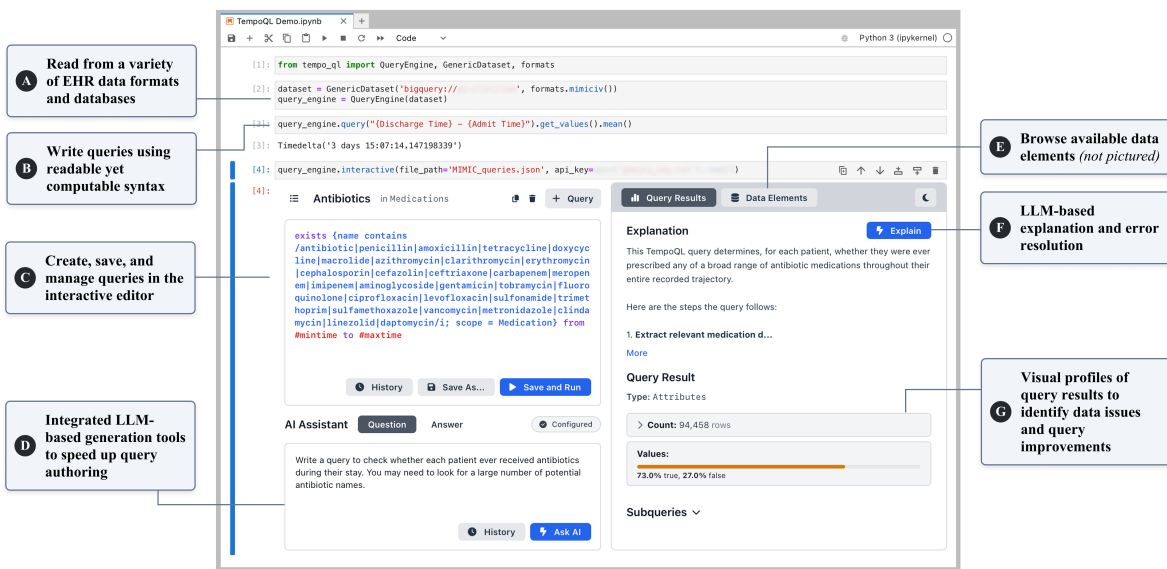 TempoQL Demo.ipynb
Code
Python 3 (ipykernel)
A
Read from a variety
of EHR data formats
and databases
B
Write queries using
readable yet
computable syntax
C
Create, save, and
manage queries in the
interactive editor
D
Integrated LLM-
based generation tools
to speed up query
authoring
[1]: from tempo_ql import QueryEngine, GenericDataset, formats
[2]: dataset = GenericDataset('bigquery:// ', formats.mimiciv())
query_engine = QueryEngine(dataset)
[3]: query_engine.query("{Discharge Time} - {Admit Time}").get_values().mean()
[3]: Timedelta('3 days 15:07:14.147198339')
[4]: query_engine.interactive(file_path='MIMIC_queries.json', api_key= )
[4]:
Antibiotics in Medications
+ Query
exists {name contains
/antibiotic|penicillin|amoxicillin|tetracycline|doxycyc
line|macrolide|azithromycin|clarithromycin|erythromycin
|cephalosporin|cefazolin|ceftriaxone|carbapenem|meropen
em|imipenem|aminoglycoside|gentamicin|tobramycin|fluoro
quinolone|ciprofloxacin|levofloxacin|sulfonamide|trimet
hoprim|sulfamethoxazole|vancomycin|metronidazole|clinda
mycin|linezolid|daptomycin/i; scope = Medication} from
#mintime to #maxtime
History
Save As...
Save and Run
AI Assistant
Question
Answer
Configured
Write a query to check whether each patient ever received antibiotics
during their stay. You may need to look for a large number of potential
antibiotic names.
History
Ask AI
Query Results
Data Elements
Explanation
Explain
This TempoQL query determines, for each patient, whether they were ever
prescribed any of a broad range of antibiotic medications throughout their
entire recorded trajectory.
Here are the steps the query follows:
1. Extract relevant medication d...
More
Query Result
Type: Attributes
> Count: 94,458 rows
Values:
73.0% true, 27.0% false
Subqueries
E
Browse available data
elements (not pictured)
F
LLM-based
explanation and error
resolution
G
Visual profiles of
query results to
identify data issues
and query
improvements